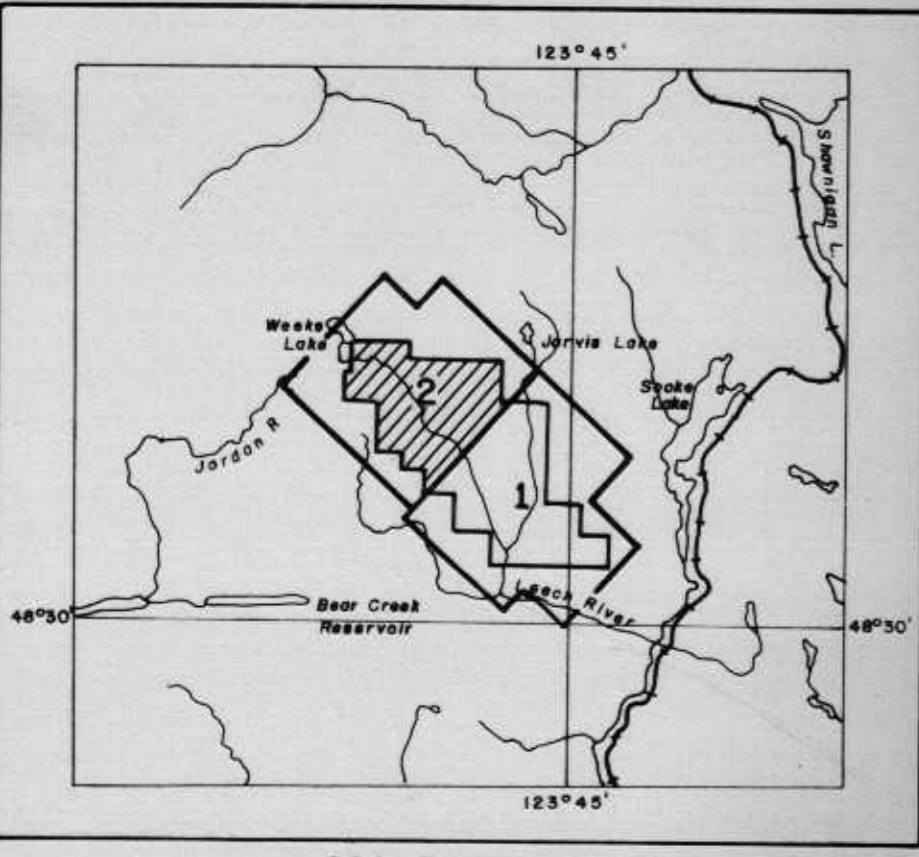 123°45'
Shawnigan L.
Weeks
Lake
Jarvis Lake
2
Sooke
Lake
Jordan R.
1
Leech River
Bear Creek
Reservoir
48°30'
48°30'
123°45'